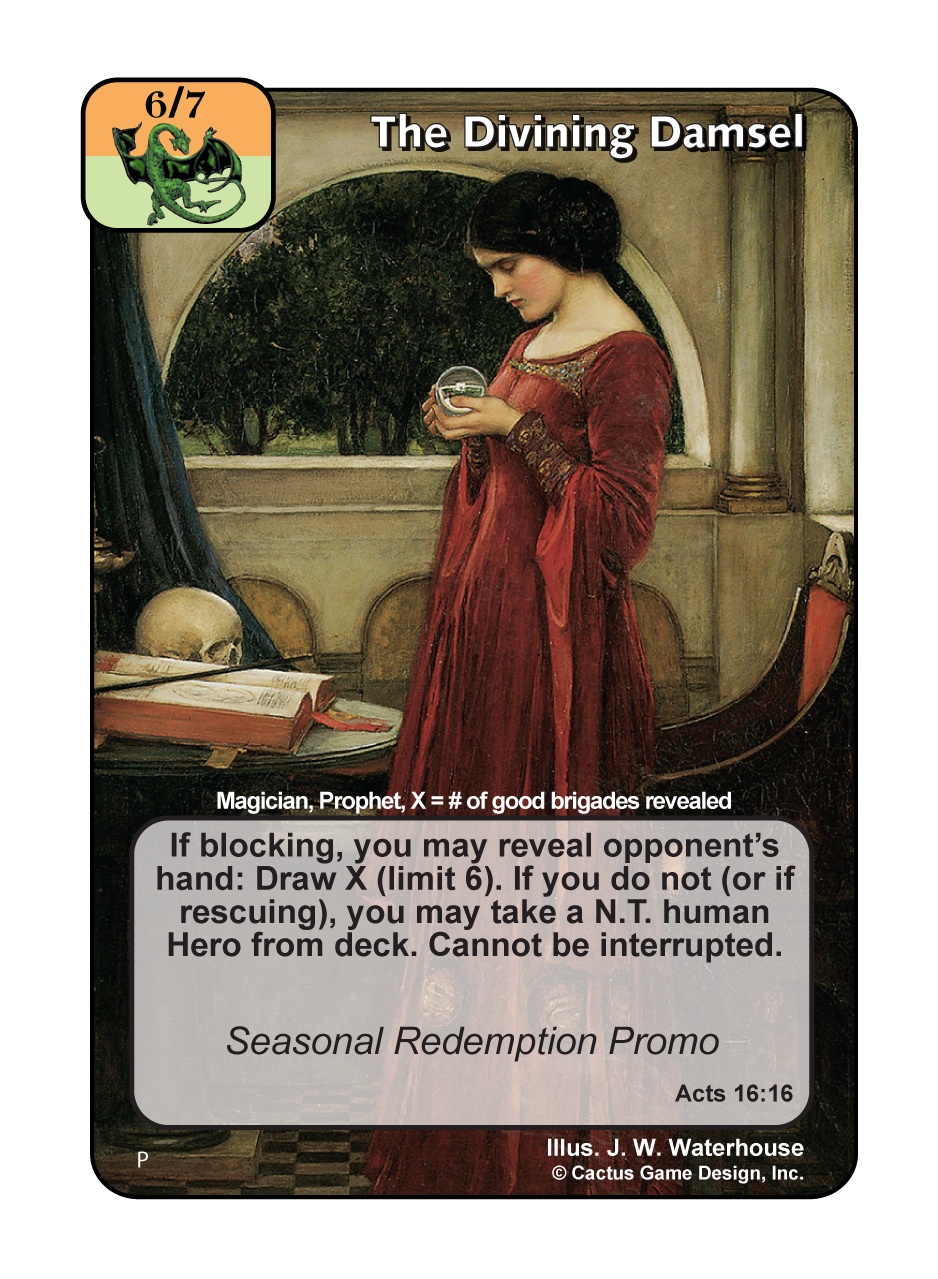 6/7
The Divining Damsel
Magician, Prophet, X = # of good brigades revealed
If blocking, you may reveal opponent's
hand: Draw X (limit 6). If you do not (or if
rescuing), you may take a N.T. human
Hero from deck. Cannot be interrupted.
Seasonal Redemption Promo
Acts 16:16
P
Illus. J. W. Waterhouse
© Cactus Game Design, Inc.